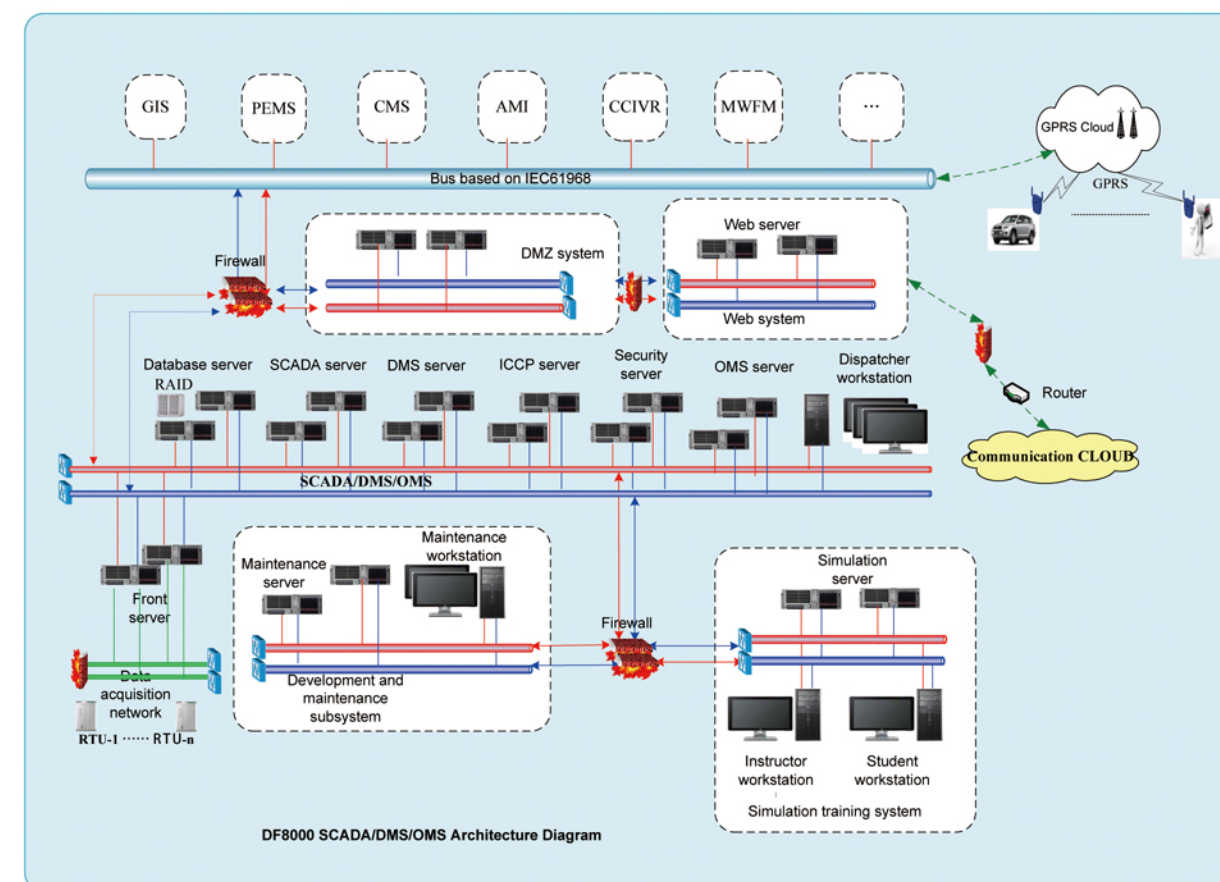 GIS
PEMS
CMS
AMI
CCIVR
MWFM
...
GPRS Cloud
Bus based on IEC61968
GPRS
Firewall
DMZ system
Web server
Web system
Database server
RAID
SCADA server
DMS server
ICCP server
Security
server
OMS server
Dispatcher
workstation
Router
Communication CLOUB
SCADA/DMS/OMS
Front
server
Maintenance
server
Maintenance
workstation
Simulation
server
Firewall
Data
acquisition
network
RTU-1 ······ RTU-n
Development and
maintenance
subsystem
Instructor
workstation
Student
workstation
Simulation training system
DF8000 SCADA/DMS/OMS Architecture Diagram